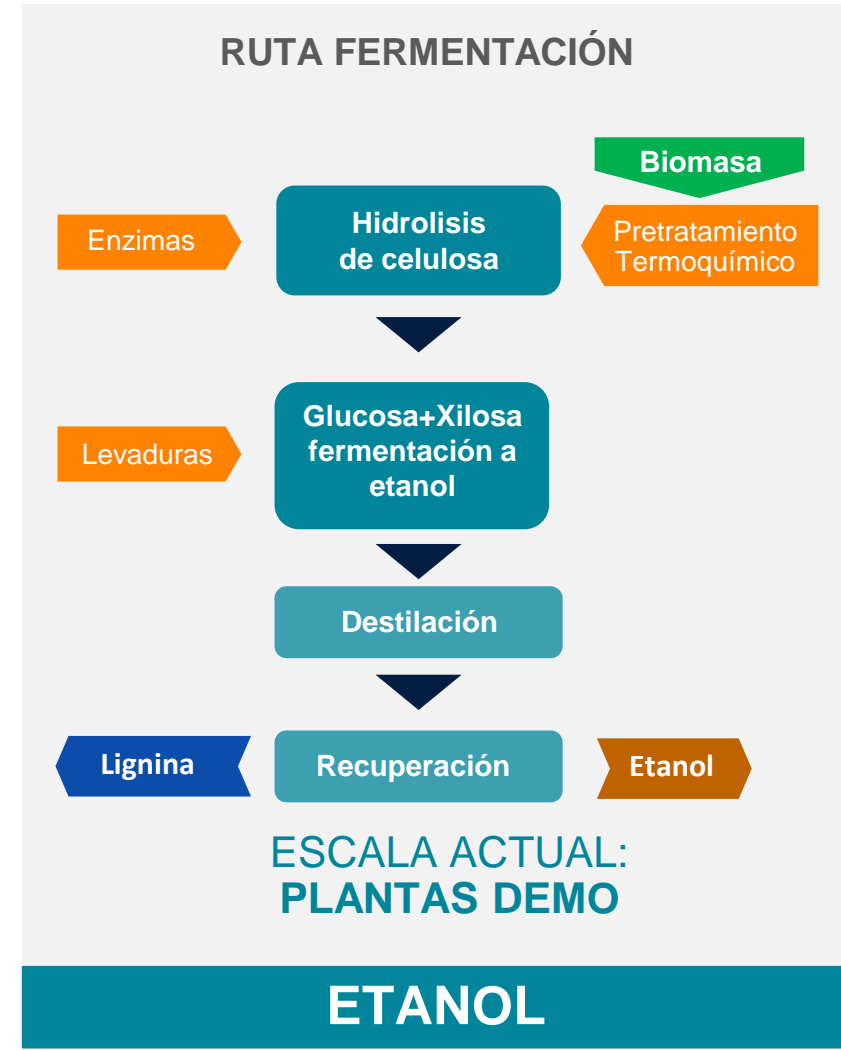 RUTA FERMENTACIÓN
Biomasa
Enzimas
Hidrolisis
de celulosa
Pretratamiento
Termoquímico
Levaduras
Glucosa+Xilosa
fermentación a
etanol
Destilación
Lignina
Recuperación
Etanol
ESCALA ACTUAL:
PLANTAS DEMO
ETANOL